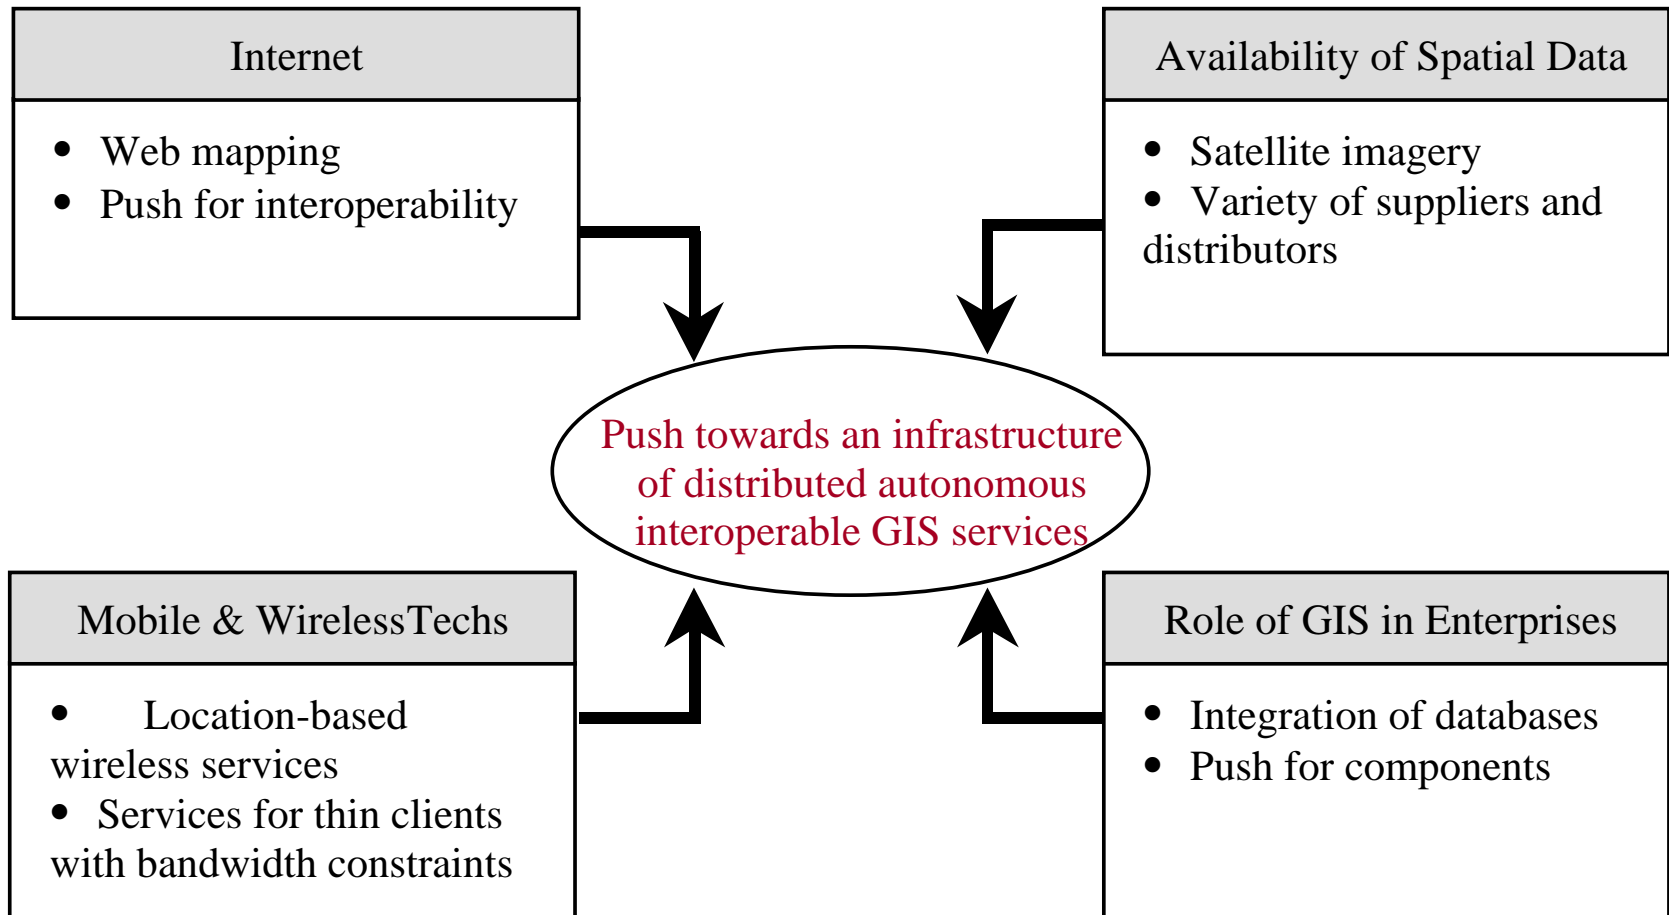 Internet
• Web mapping
• Push for interoperability
Availability of Spatial Data
• Satellite imagery
• Variety of suppliers and
distributors
Push towards an infrastructure
of distributed autonomous
interoperable GIS services
Mobile & WirelessTechs
• Location-based
wireless services
• Services for thin clients
with bandwidth constraints
Role of GIS in Enterprises
• Integration of databases
• Push for components